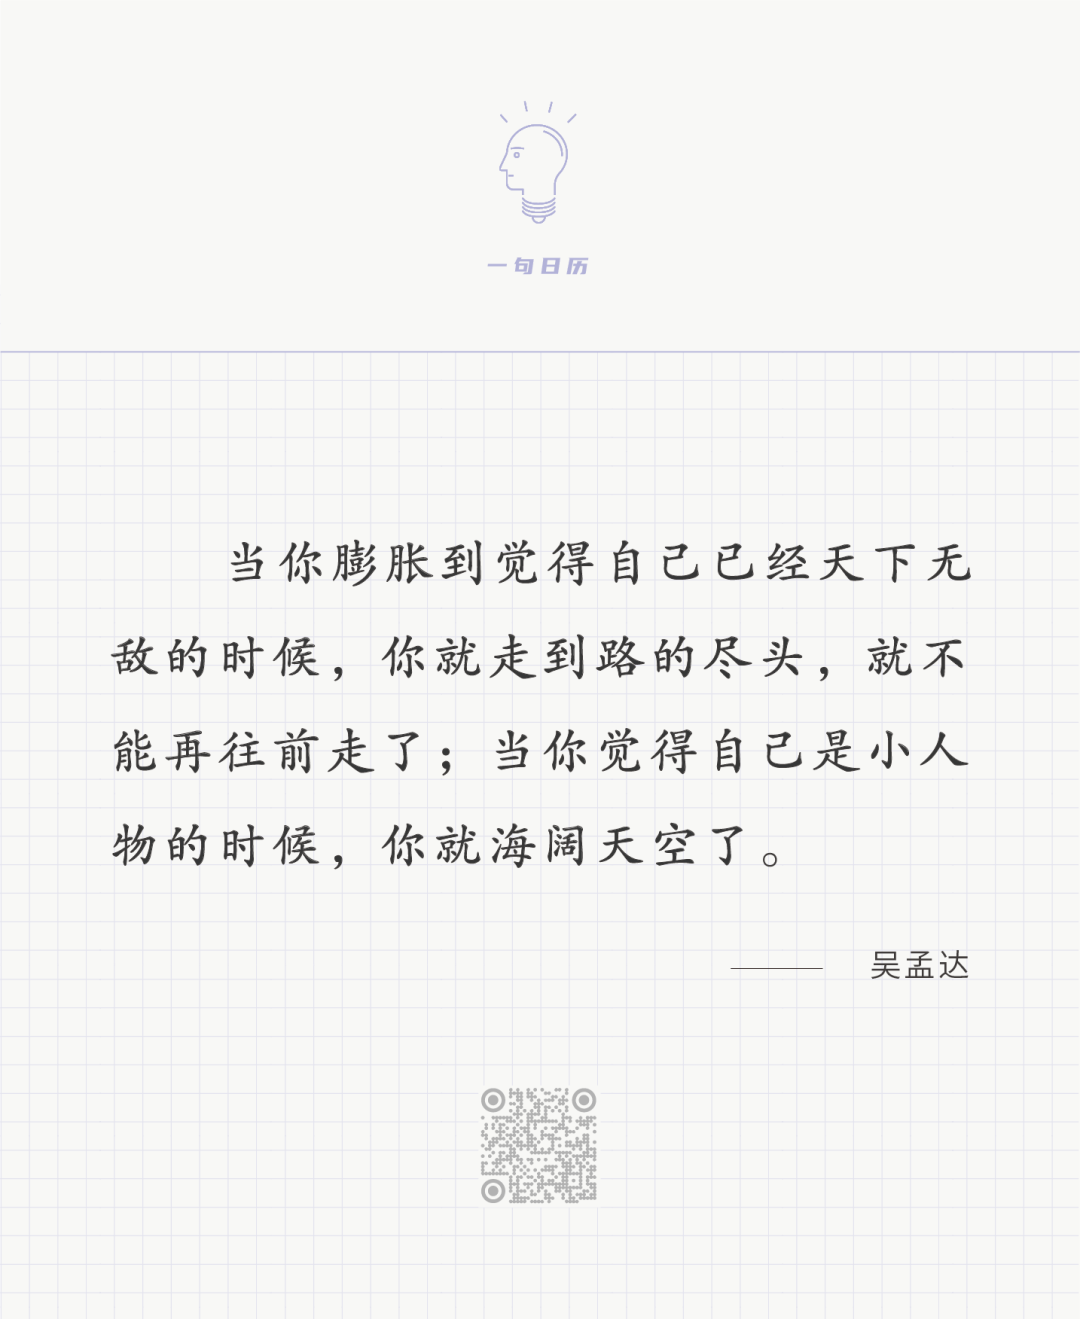 一句日历
当你膨胀到觉得自己已经天下无
敌的时候，你就走到路的尽头，就不
能再往前走了；当你觉得自己是小人
物的时候，你就海阔天空了。
—— 吴孟达